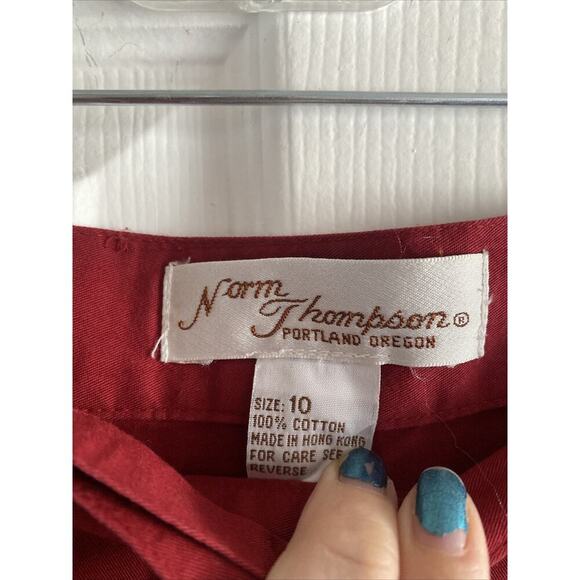 Norm
Thompson®
PORTLAND OREGON
SIZE: 10
100% COTTON
MADE IN HONG KONG
FOR CARE SEE
REVERSE